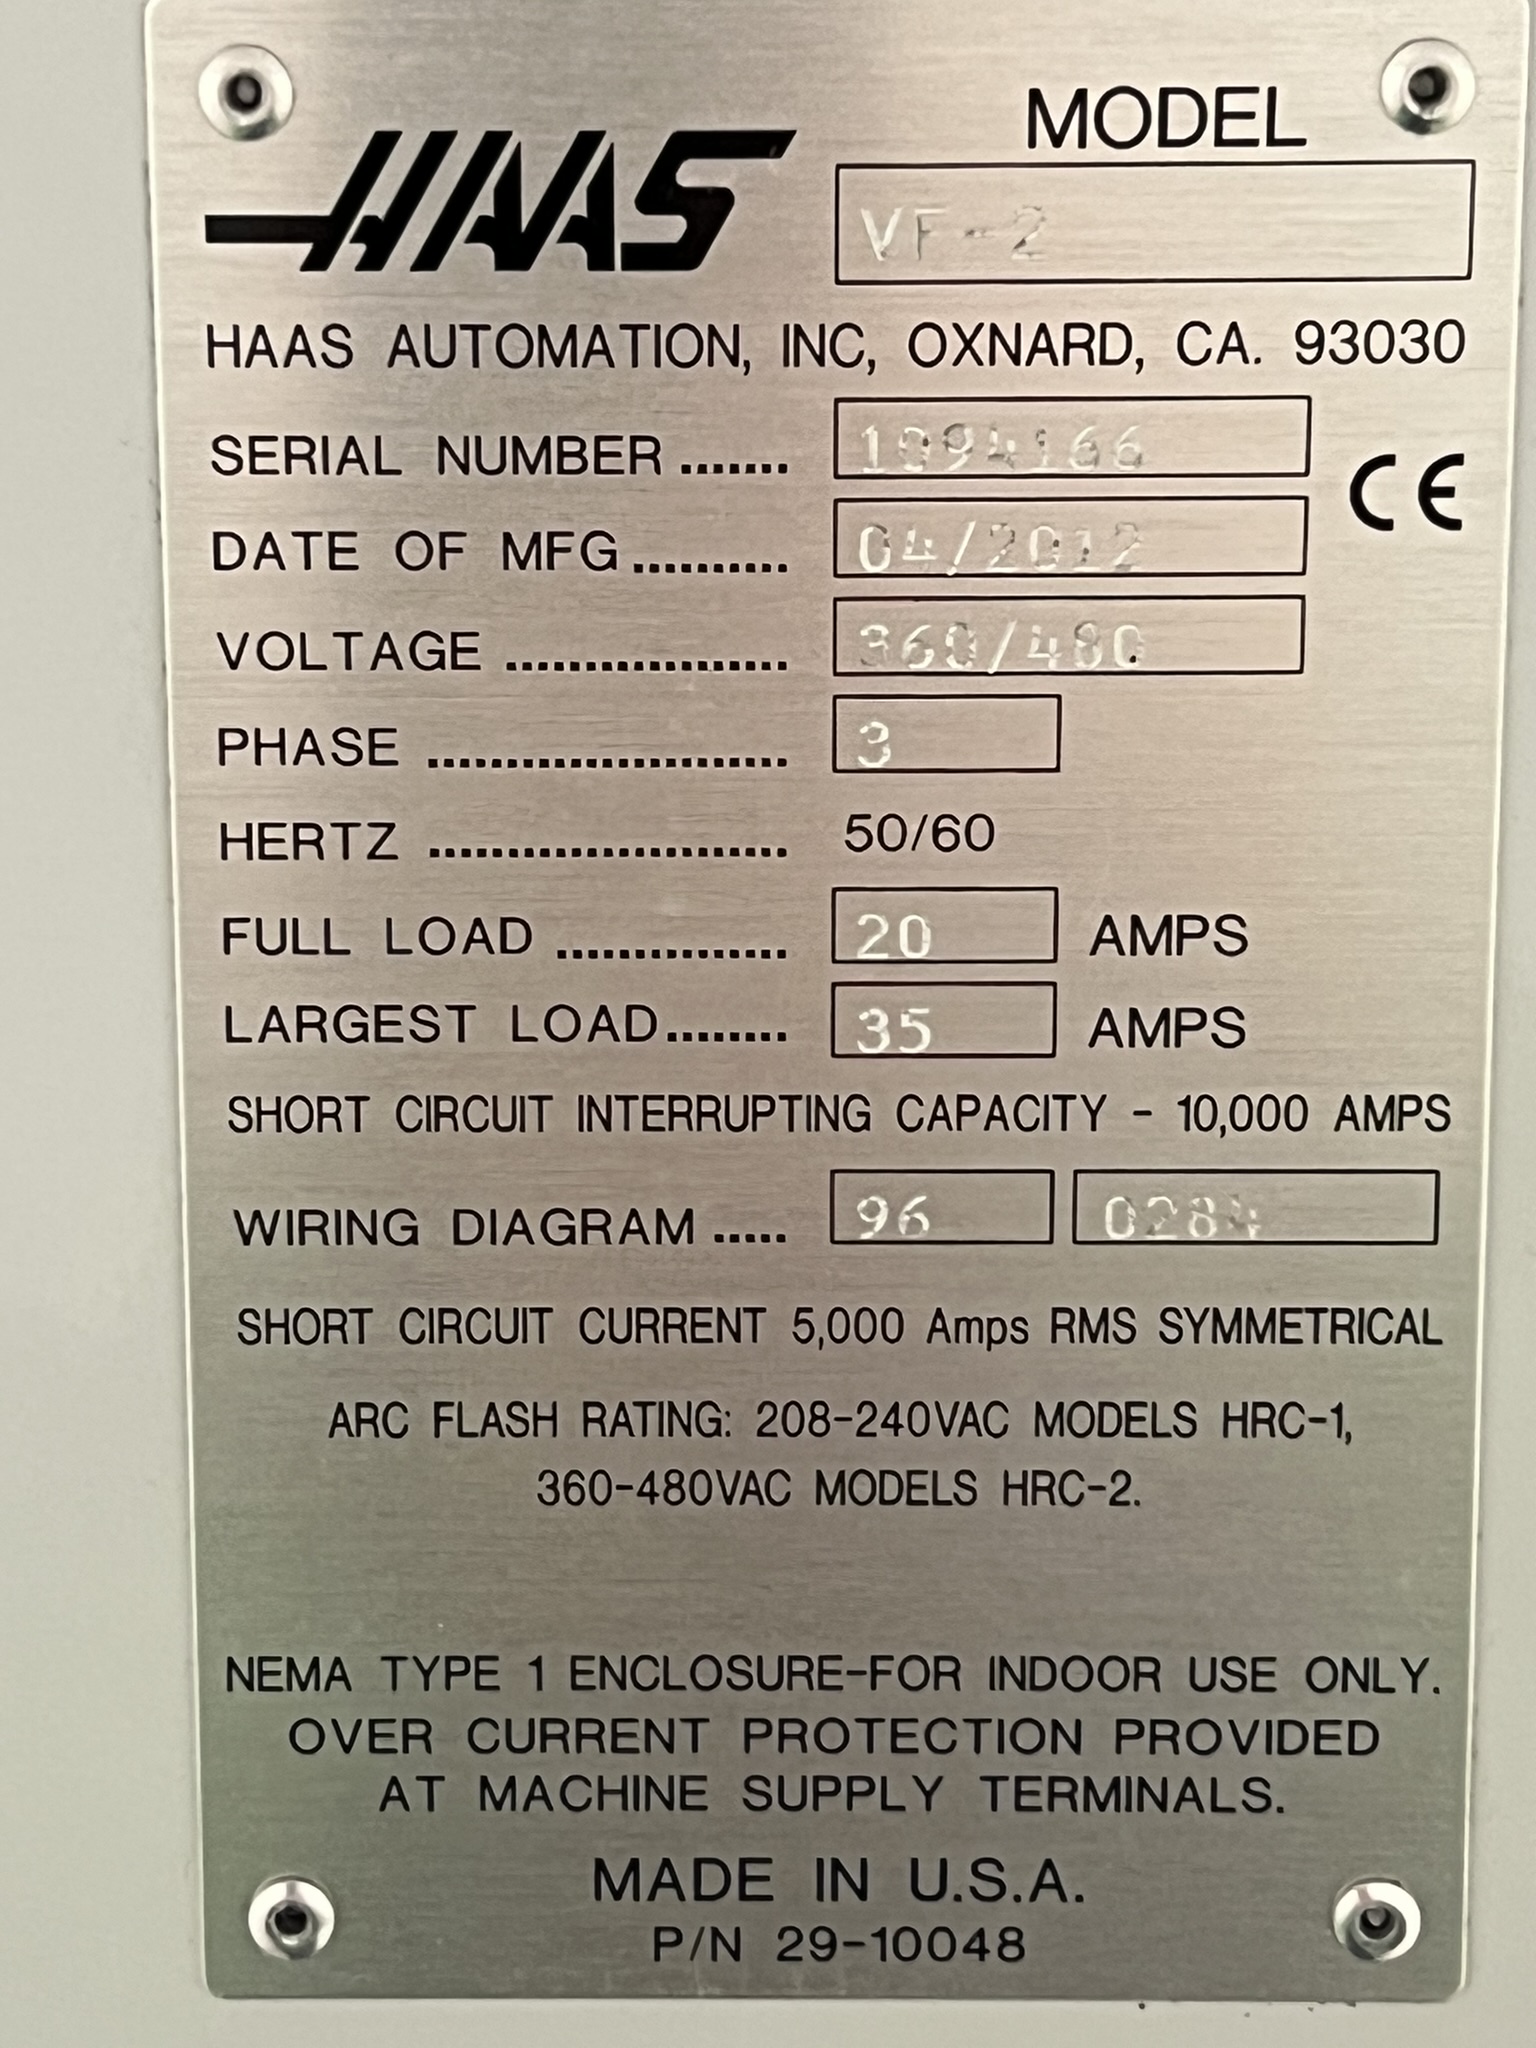 MODEL
HAAS VF-2
HAAS AUTOMATION, INC, OXNARD, CA. 93030
SERIAL NUMBER ....... 1094166 CE
DATE OF MFG .......... 04/2012
VOLTAGE .................. 360/480
PHASE ....................... 3
HERTZ ....................... 50/60
FULL LOAD ............... 20 AMPS
LARGEST LOAD ........ 35 AMPS
SHORT CIRCUIT INTERRUPTING CAPACITY - 10,000 AMPS
WIRING DIAGRAM ..... 96 0284
SHORT CIRCUIT CURRENT 5,000 Amps RMS SYMMETRICAL
ARC FLASH RATING: 208-240VAC MODELS HRC-1,
360-480VAC MODELS HRC-2.
NEMA TYPE 1 ENCLOSURE-FOR INDOOR USE ONLY.
OVER CURRENT PROTECTION PROVIDED
AT MACHINE SUPPLY TERMINALS.
MADE IN U.S.A.
P/N 29-10048